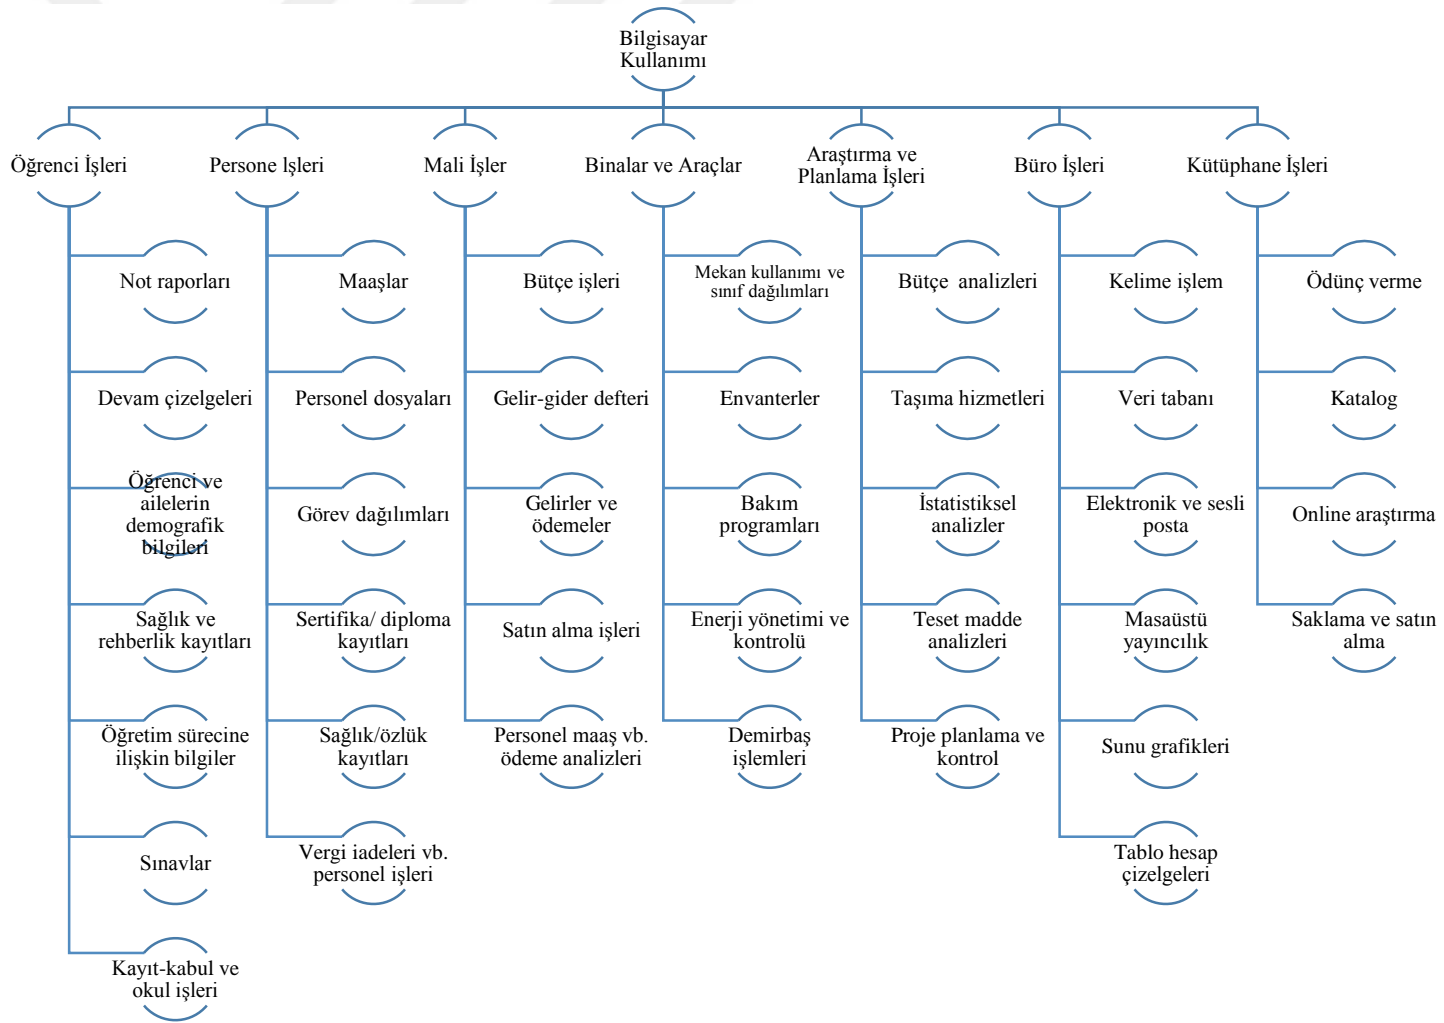 Bilgisayar
Kullanımı
Öğrenci İşleri
Persone lşleri
Mali İşler
Binalar ve Araçlar
Araştırma ve
Planlama İşleri
Büro İşleri
Kütüphane İşleri
Not raporları
Devam çizelgeleri
Öğrenci ve
ailelerin
demografik
bilgileri
Sağlık ve
rehberlik kayıtları
Öğretim sürecine
ilişkin bilgiler
Sınavlar
Kayıt-kabul ve
okul işleri
Maaşlar
Personel dosyaları
Görev dağılımları
Sertifika/ diploma
kayıtları
Sağlık/özlük
kayıtları
Vergi iadeleri vb.
personel işleri
Bütçe işleri
Gelir-gider defteri
Gelirler ve
ödemeler
Satın alma işleri
Personel maaş vb.
ödeme analizleri
Mekan kullanımı ve
sınıf dağılımları
Envanterler
Bakım
programları
Enerji yönetimi ve
kontrolü
Demirbaş
işlemleri
Bütçe analizleri
Taşıma hizmetleri
İstatistiksel
analizler
Teset madde
analizleri
Proje planlama ve
kontrol
Kelime işlem
Veri tabanı
Elektronik ve sesli
posta
Masaüstü
yayıncılık
Sunu grafikleri
Tablo hesap
çizelgeleri
Ödünç verme
Katalog
Online araştırma
Saklama ve satın
alma